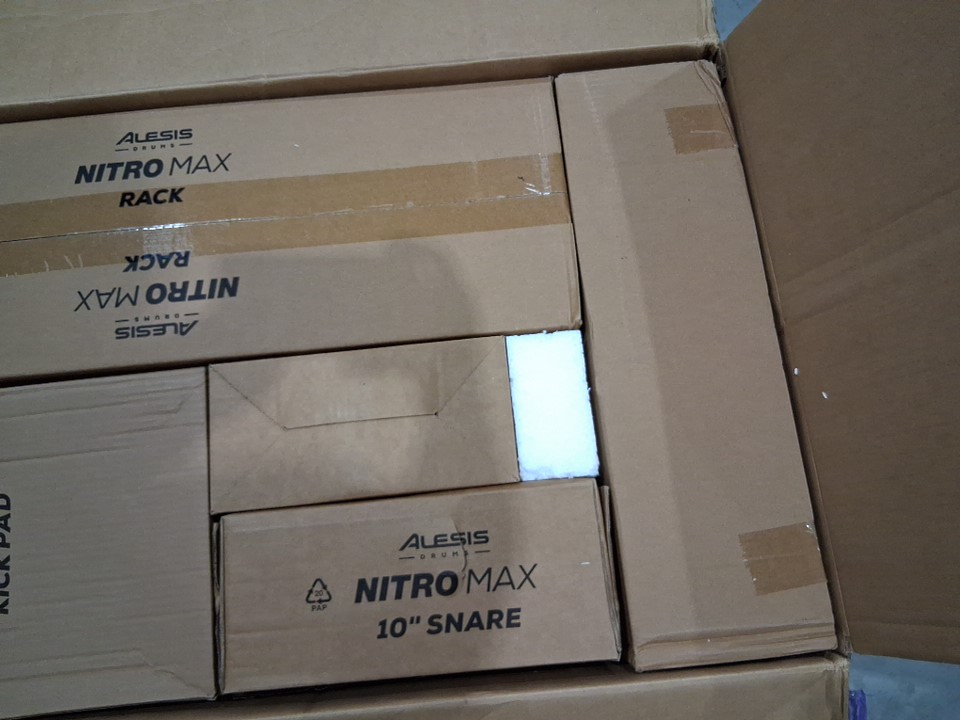 ALESIS
DRUMS
NITRO MAX
RACK
RACK
NITRO MAX
ALESIS
DRUMS
KICK PAD
ALESIS
DRUMS
NITRO MAX
10" SNARE
20
PAP